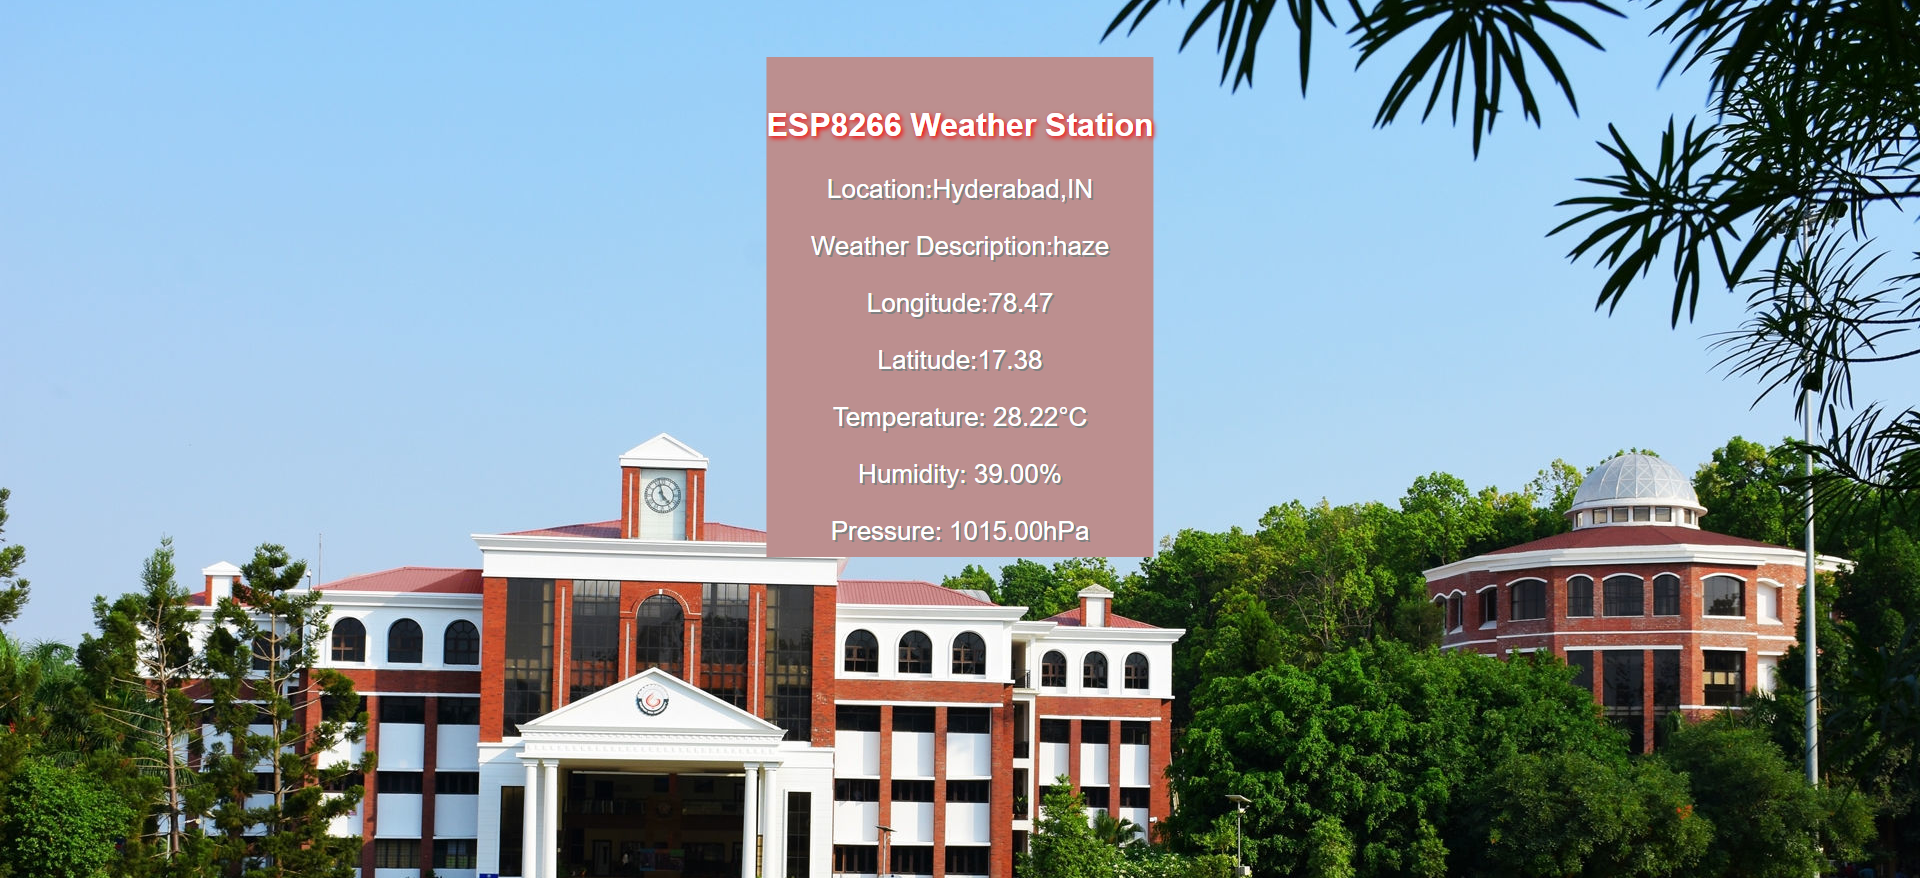 ESP8266 Weather Station
Location:Hyderabad,IN
Weather Description:haze
Longitude:78.47
Latitude:17.38
Temperature: 28.22°C
Humidity: 39.00%
Pressure: 1015.00hPa